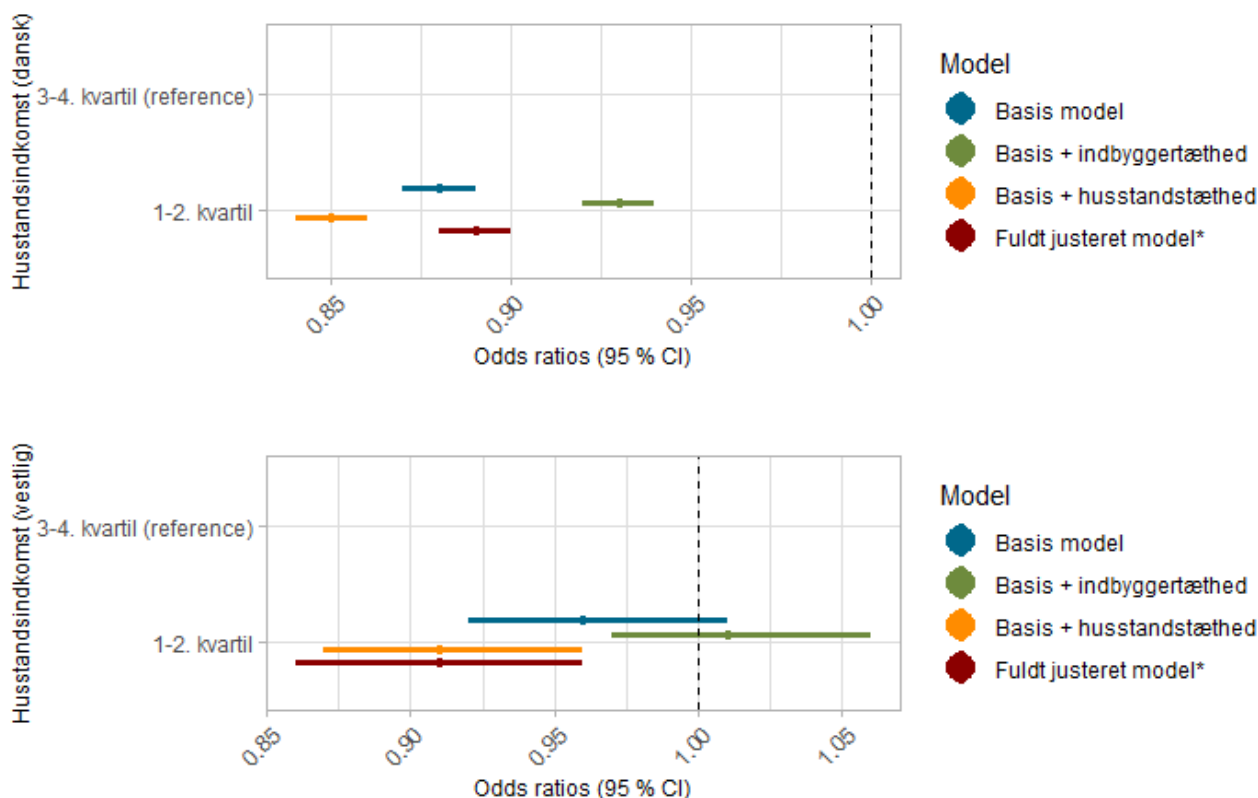 Husstandsindkomst (dansk)
3-4. kvartil (reference)
1-2. kvartil
0.85
0.90
0.95
1.00
Odds ratios (95 % CI)
Model
Basis model
Basis + indbyggertæthed
Basis + husstandstæthed
Fuldt justeret model*
Husstandsindkomst (vestlig)
3-4. kvartil (reference)
1-2. kvartil
0.85
0.90
0.95
1.00
1.05
Odds ratios (95 % CI)
Model
Basis model
Basis + indbyggertæthed
Basis + husstandstæthed
Fuldt justeret model*